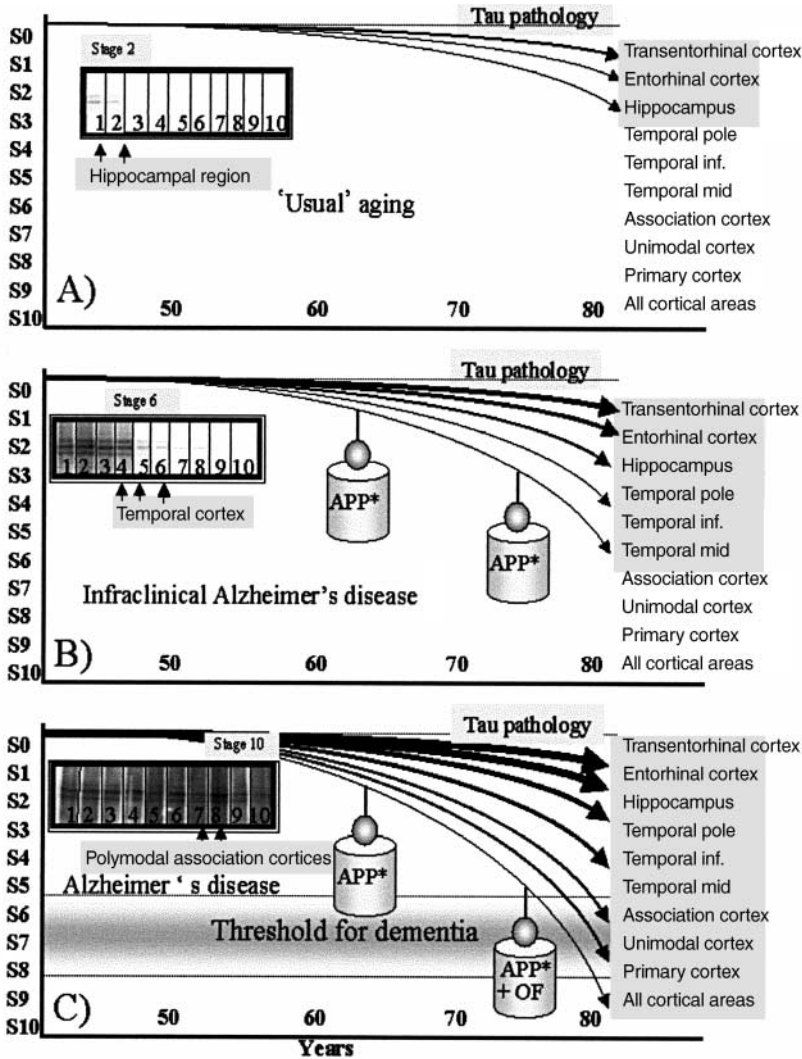 Tau pathology
S0
Stage 2
Transentorhinal cortex
S1
Entorhinal cortex
S2
Hippocampus
S3
1 2 3 4 5 6 7 8 9 10
Temporal pole
S4
Temporal inf.
S5
Hippocampal region
Temporal mid
S6
'Usual' aging
Association cortex
S7
Unimodal cortex
S8
Primary cortex
S9
A)
50 60 70 80
All cortical areas
S10
Tau pathology
S0
Stage 6
Transentorhinal cortex
S1
Entorhinal cortex
S2
Hippocampus
S3
1 2 3 4 5 6 7 8 9 10
Temporal pole
S4
APP*
Temporal cortex
Temporal inf.
S5
Temporal mid
S6
APP*
Association cortex
S7
Infraclinical Alzheimer's disease
Unimodal cortex
S8
Primary cortex
S9
B)
50 60 70 80
All cortical areas
S10
Tau pathology
S0
Stage 10
Transentorhinal cortex
S1
Entorhinal cortex
S2
Hippocampus
S3
1 2 3 4 5 6 7 8 9 10
Temporal pole
S4
Polymodal association cortices
Temporal inf.
S5
Alzheimer ' s disease
APP*
Temporal mid
S6
Association cortex
S7
Threshold for dementia
Unimodal cortex
S8
APP*
+ OF
Primary cortex
S9
All cortical areas
S10
C)
50 60 70 80
Years